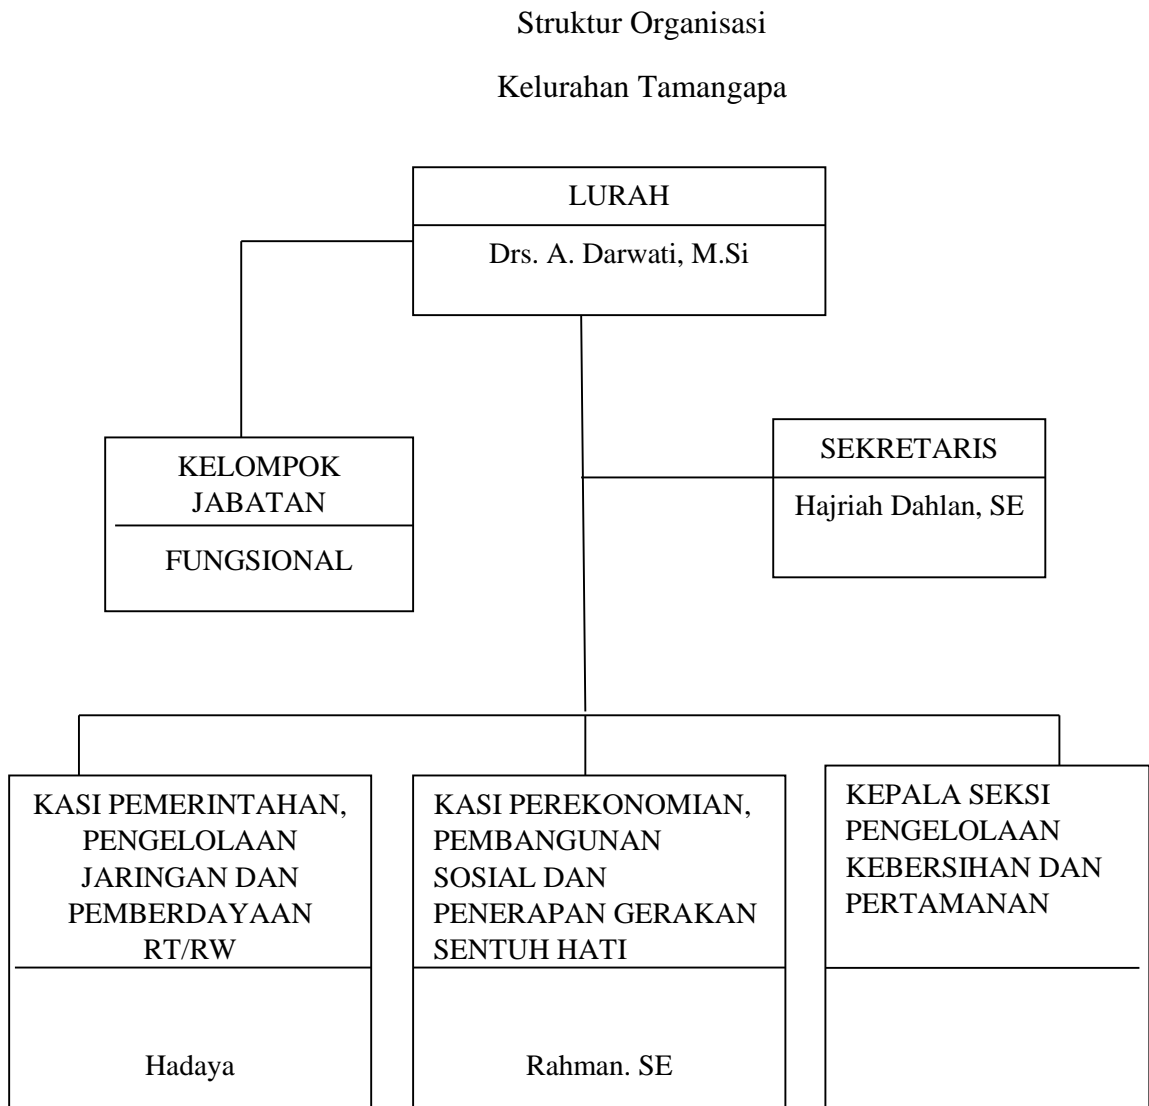 Struktur Organisasi
Kelurahan Tamangapa
LURAH
Drs. A. Darwati, M.Si
KELOMPOK
JABATAN
FUNGSIONAL
SEKRETARIS
Hajriah Dahlan, SE
KASI PEMERINTAHAN,
PENGELOLAAN
JARINGAN DAN
PEMBERDAYAAN
RT/RW
Hadaya
KASI PEREKONOMIAN,
PEMBANGUNAN
SOSIAL DAN
PENERAPAN GERAKAN
SENTUH HATI
Rahman. SE
KEPALA SEKSI
PENGELOLAAN
KEBERSIHAN DAN
PERTAMANAN